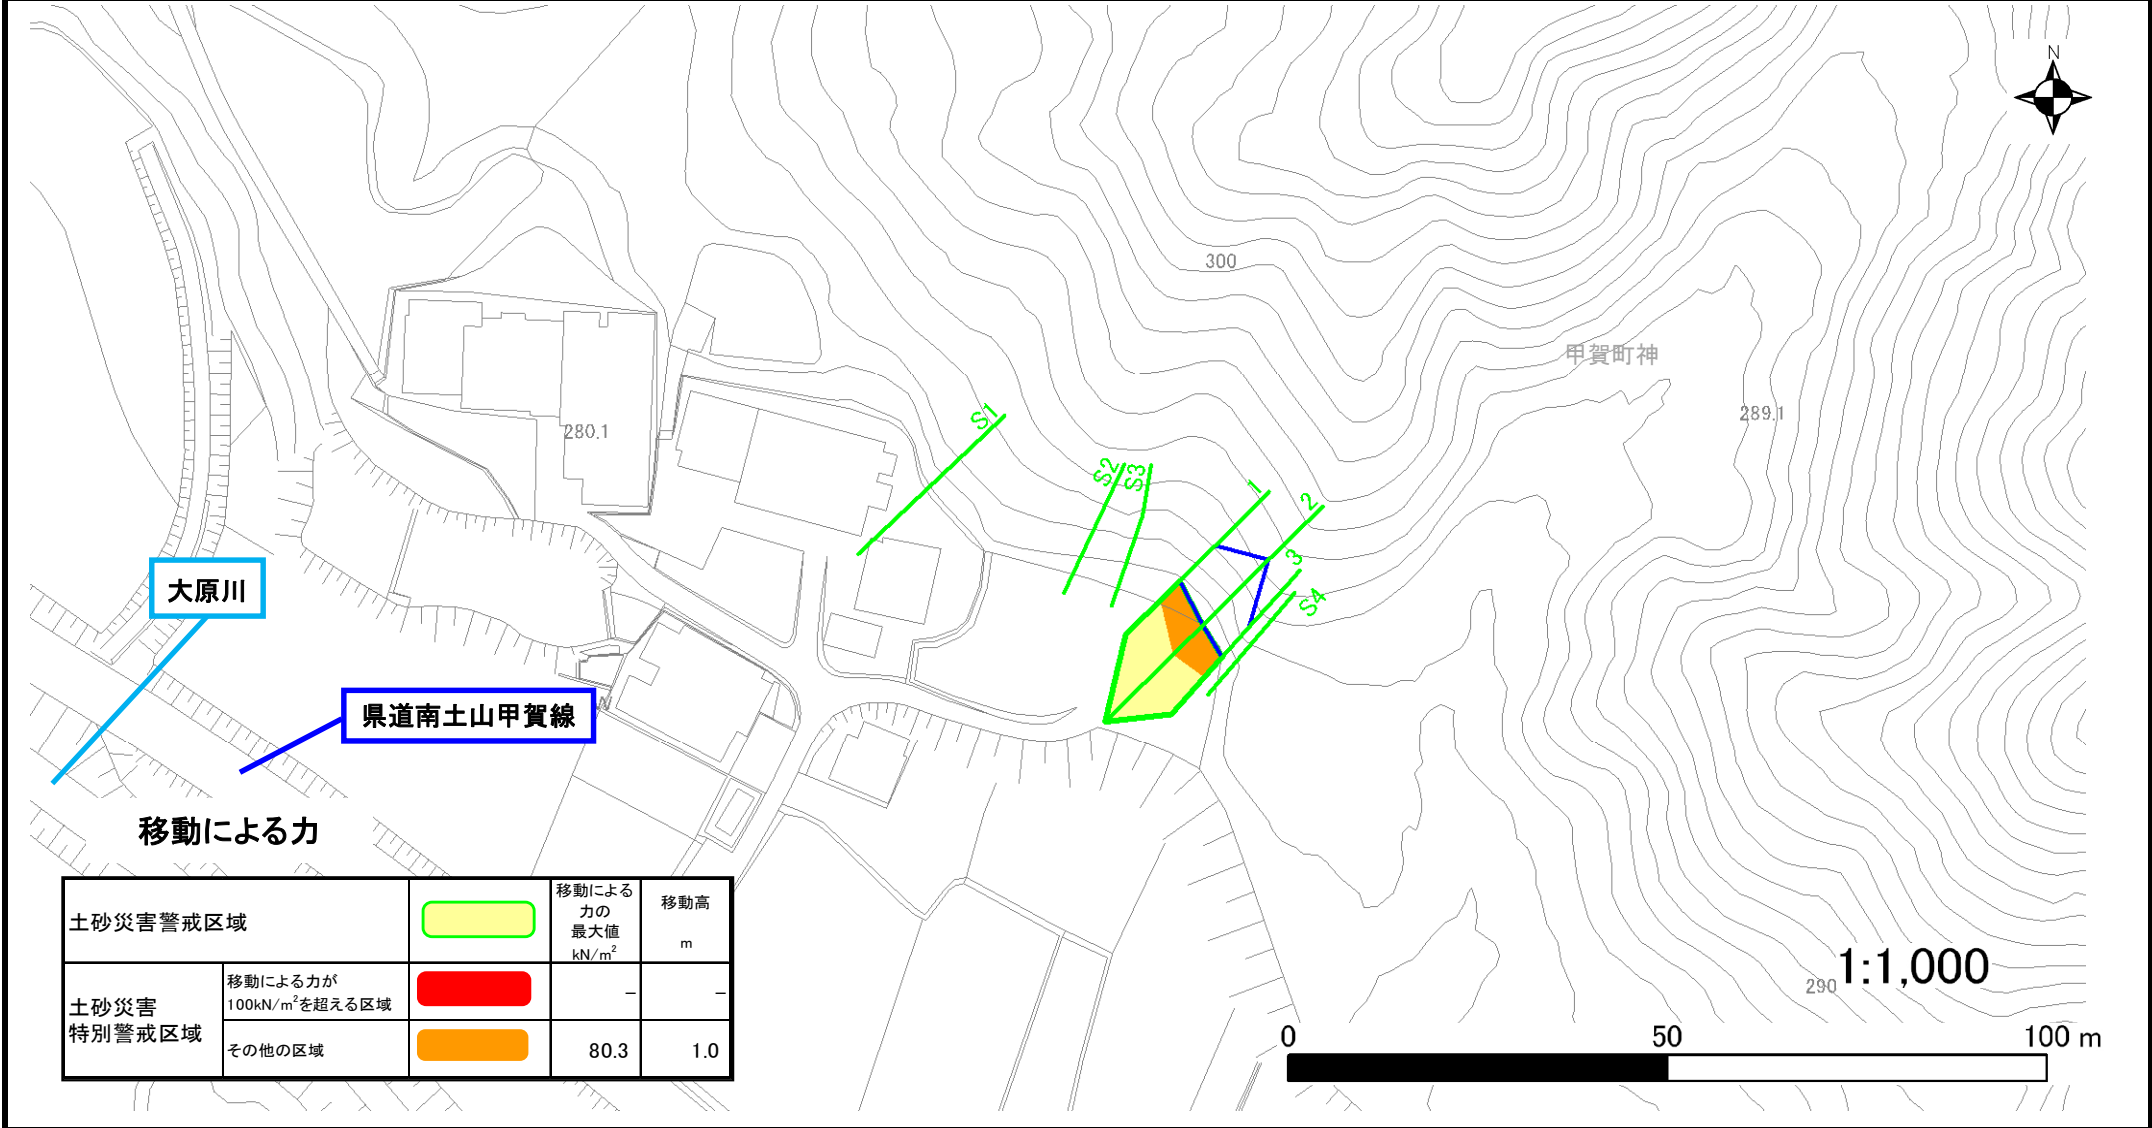 N
300
甲賀町神
289.1
280.1
S1
S2
S3
1
2
3
S4
大原川
県道南土山甲賀線
移動による力
土砂災害警戒区域
移動による
力の
最大値
kN/m²
移動高
m
土砂災害
特別警戒区域
移動による力が
100kN/m²を超える区域
－
－
その他の区域
80.3
1.0
290
1:1,000
0
50
100 m